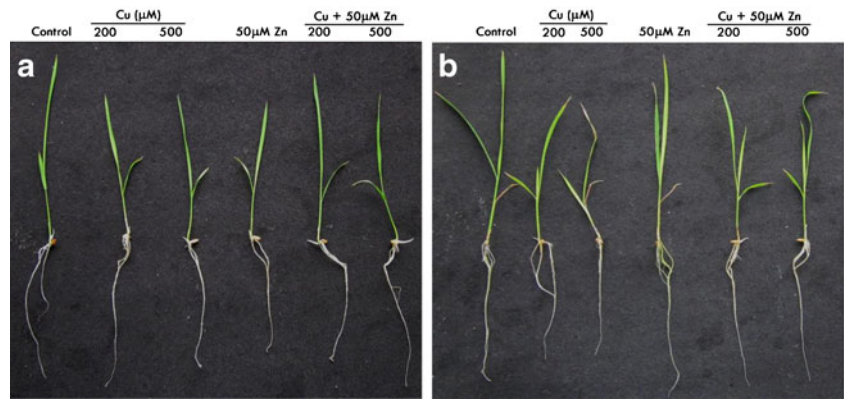 Cu (μM) Cu + 50μM Zn Cu (μM) Cu + 50μM Zn
Control 200 500 50μM Zn 200 500 Control 200 500 50μM Zn 200 500
a b